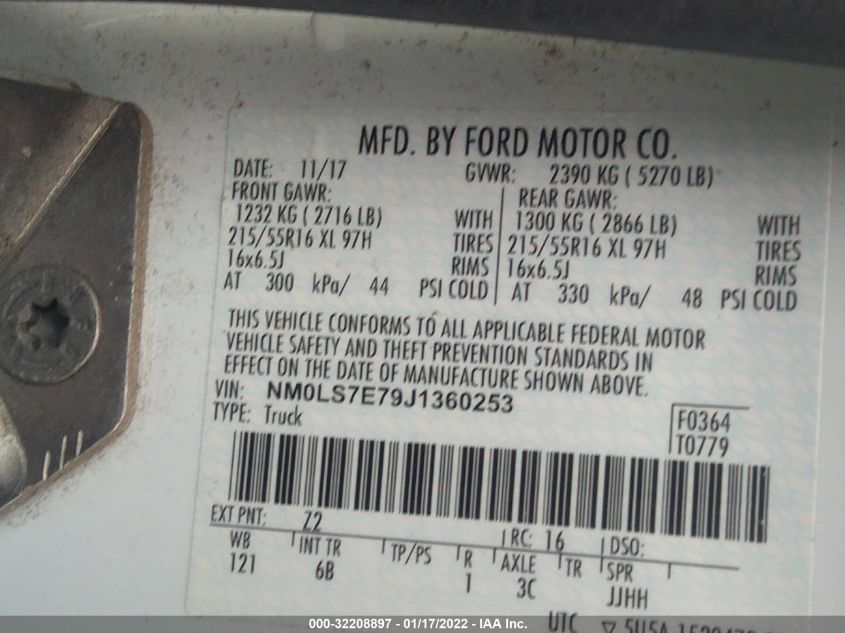 MFD. BY FORD MOTOR CO.
DATE: 11/17 GVWR: 2390 KG ( 5270 LB)
FRONT GAWR: REAR GAWR:
1232 KG ( 2716 LB) WITH 1300 KG ( 2866 LB) WITH
215/55R16 XL 97H TIRES 215/55R16 XL 97H TIRES
16x6.5J RIMS 16x6.5J RIMS
AT 300 kPa/ 44 PSI COLD AT 330 kPa/ 48 PSI COLD
THIS VEHICLE CONFORMS TO ALL APPLICABLE FEDERAL MOTOR
VEHICLE SAFETY AND THEFT PREVENTION STANDARDS IN
EFFECT ON THE DATE OF MANUFACTURE SHOWN ABOVE.
VIN: NM0LS7E79J1360253
TYPE: Truck
F0364
T0779
EXT PNT: Z2 RC: 16 DSO:
WB INT TR TP/PS R AXLE TR SPR
121 6B 1 3C JJHH
UTC
000-32208897 - 01/17/2022 - IAA Inc.